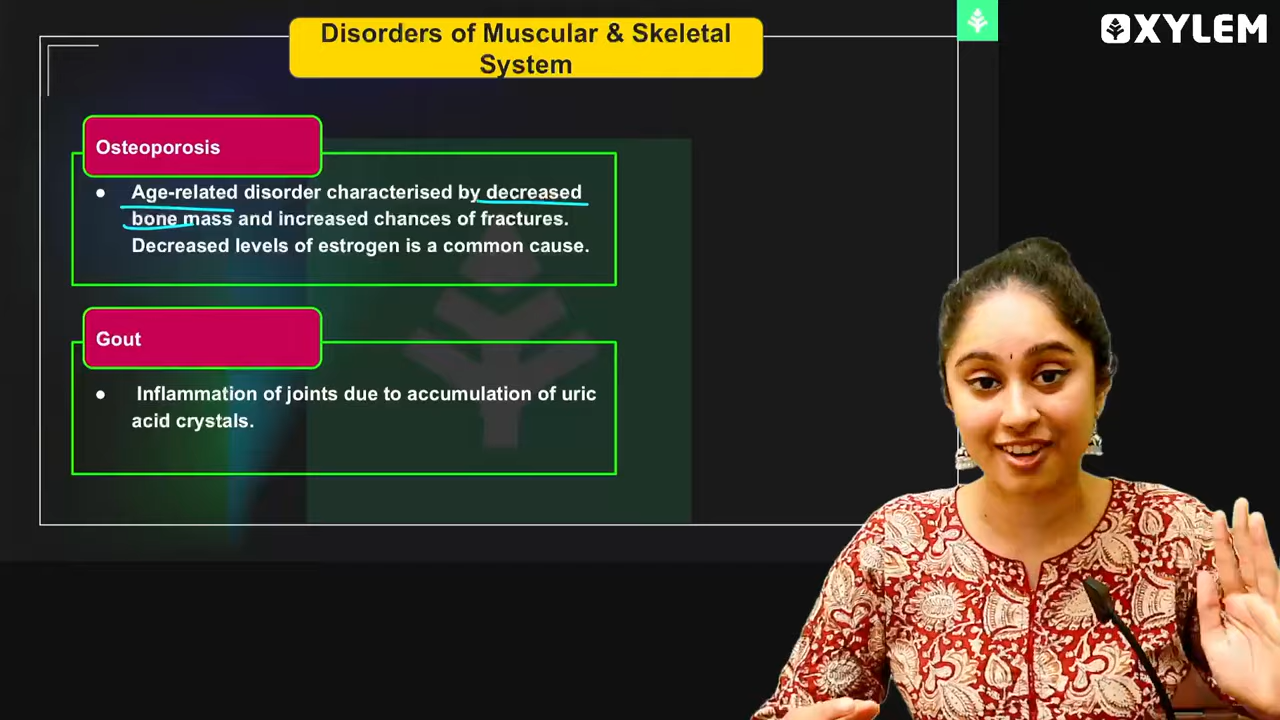 Disorders of Muscular & Skeletal
System
XYLEM
Osteoporosis
● Age-related disorder characterised by decreased
bone mass and increased chances of fractures.
Decreased levels of estrogen is a common cause.
Gout
● Inflammation of joints due to accumulation of uric
acid crystals.